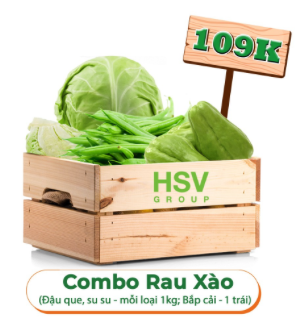 109K
HSV
GROUP
Combo Rau Xào
(Đậu que, su su - mỗi loại 1kg; Bắp cải - 1 trái)